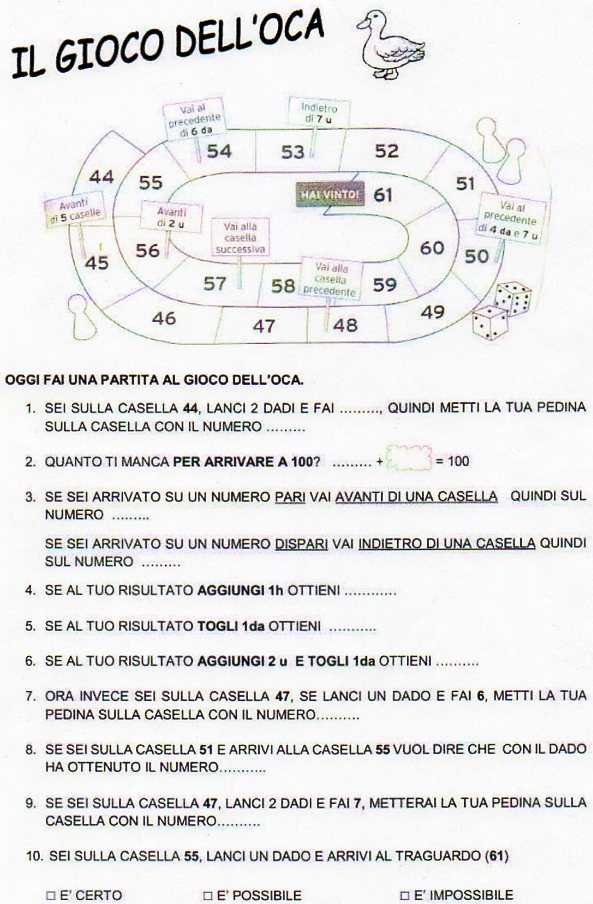 IL GIOCO DELL'OCA
Vai al
precedente
di 6 da
Indietro
di 7 u
54
53
52
44
55
51
HAI VINTO!
61
Avanti
di 5 caselle
Avanti
di 2 u
Vai al
precedente
di 4 da e 7 u
Vai alla
casella
successiva
45
56
60
50
Vai alla
casella
precedente
57
58
59
46
47
48
49
OGGI FAI UNA PARTITA AL GIOCO DELL'OCA.
1. SEI SULLA CASELLA 44, LANCI 2 DADI E FAI ………, QUINDI METTI LA TUA PEDINA
SULLA CASELLA CON IL NUMERO ………
2. QUANTO TI MANCA PER ARRIVARE A 100? ……… + = 100
3. SE SEI ARRIVATO SU UN NUMERO PARI VAI AVANTI DI UNA CASELLA QUINDI SUL
NUMERO ………
SE SEI ARRIVATO SU UN NUMERO DISPARI VAI INDIETRO DI UNA CASELLA QUINDI
SUL NUMERO ………
4. SE AL TUO RISULTATO AGGIUNGI 1h OTTIENI …………
5. SE AL TUO RISULTATO TOGLI 1da OTTIENI …………
6. SE AL TUO RISULTATO AGGIUNGI 2 u E TOGLI 1da OTTIENI ……….
7. ORA INVECE SEI SULLA CASELLA 47, SE LANCI UN DADO E FAI 6, METTI LA TUA
PEDINA SULLA CASELLA CON IL NUMERO……….
8. SE SEI SULLA CASELLA 51 E ARRIVI ALLA CASELLA 55 VUOL DIRE CHE CON IL DADO
HA OTTENUTO IL NUMERO………..
9. SE SEI SULLA CASELLA 47, LANCI 2 DADI E FAI 7, METTERAI LA TUA PEDINA SULLA
CASELLA CON IL NUMERO……….
10. SEI SULLA CASELLA 55, LANCI UN DADO E ARRIVI AL TRAGUARDO (61)
□ E' CERTO □ E' POSSIBILE □ E' IMPOSSIBILE